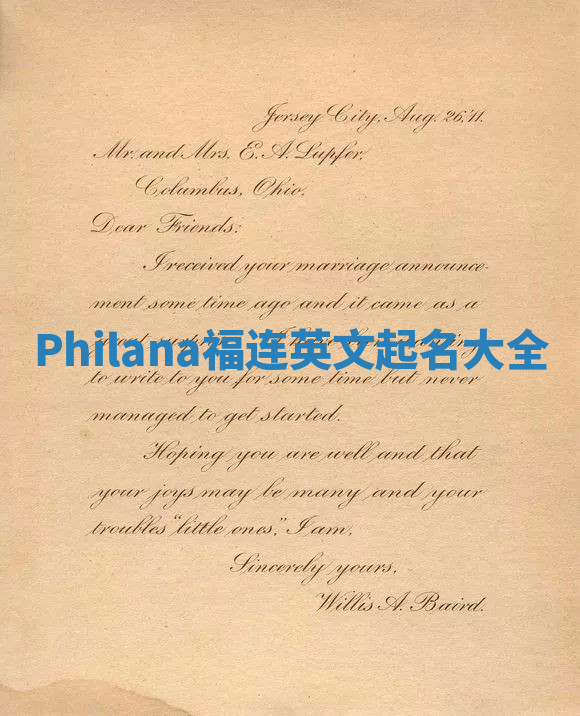 Jersey City, Aug. 26,'11.
Mr. and Mrs. E. A. Lupfer,
Columbus, Ohio.
Dear Friends:
I received your marriage announce-
ment some time ago and it came as a
Philana福连英文起名大全
to write to you for some time but never
managed to get started.
Hoping you are well and that
your joys may be many and your
troubles "little ones," I am,
Sincerely yours,
Willis A. Baird.